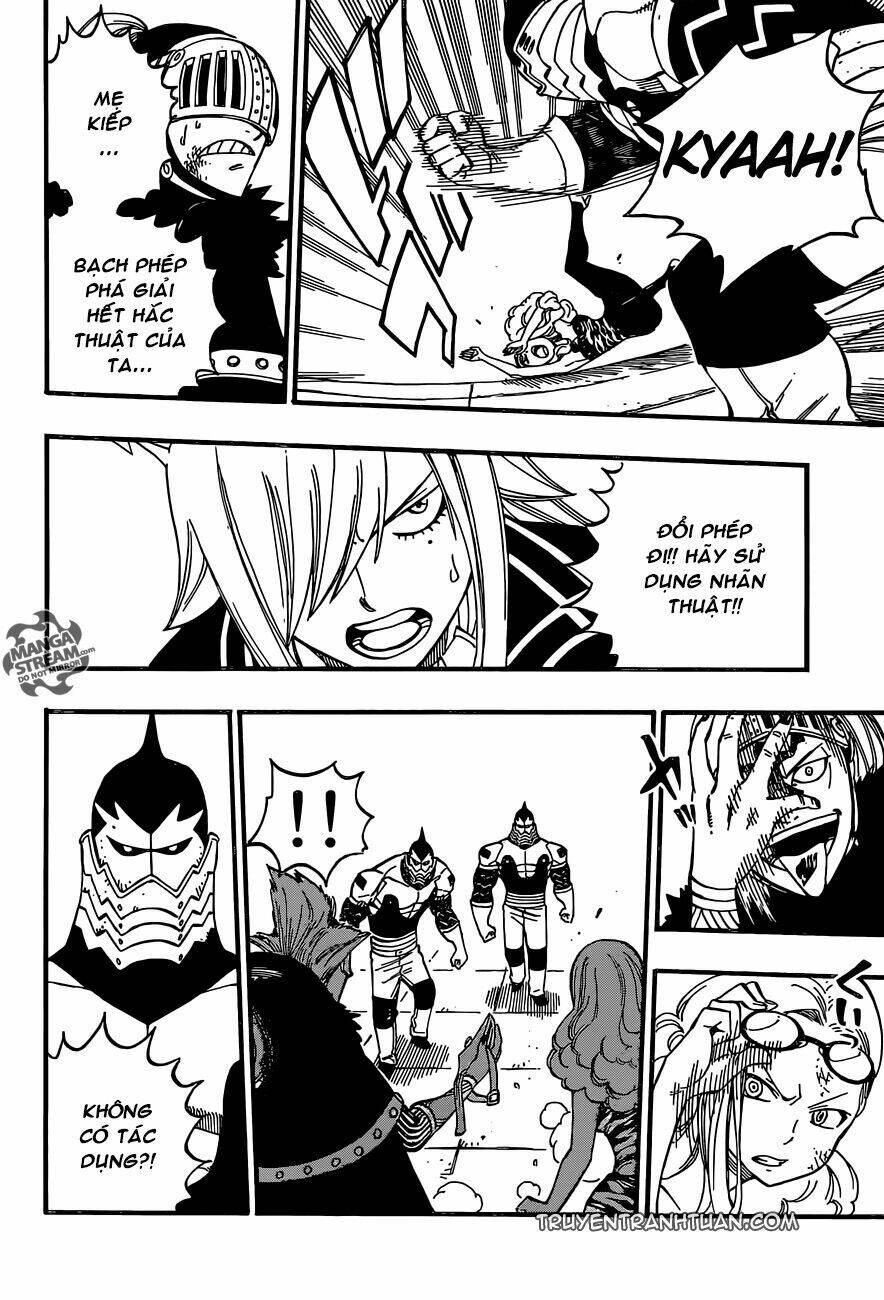 MẸ
KIẾP
...
BẠCH PHÉP
PHÁ GIẢI
HẾT HẮC
THUẬT CỦA
TA...
KYAAH!
ĐỔI PHÉP
ĐI!! HÃY SỬ
DỤNG NHÃN
THUẬT!!
MANGA
STREAM.com
DO NOT MIRROR
!!
KHÔNG
CÓ TÁC
DỤNG?!
TRUYENTRANHTUAN.COM